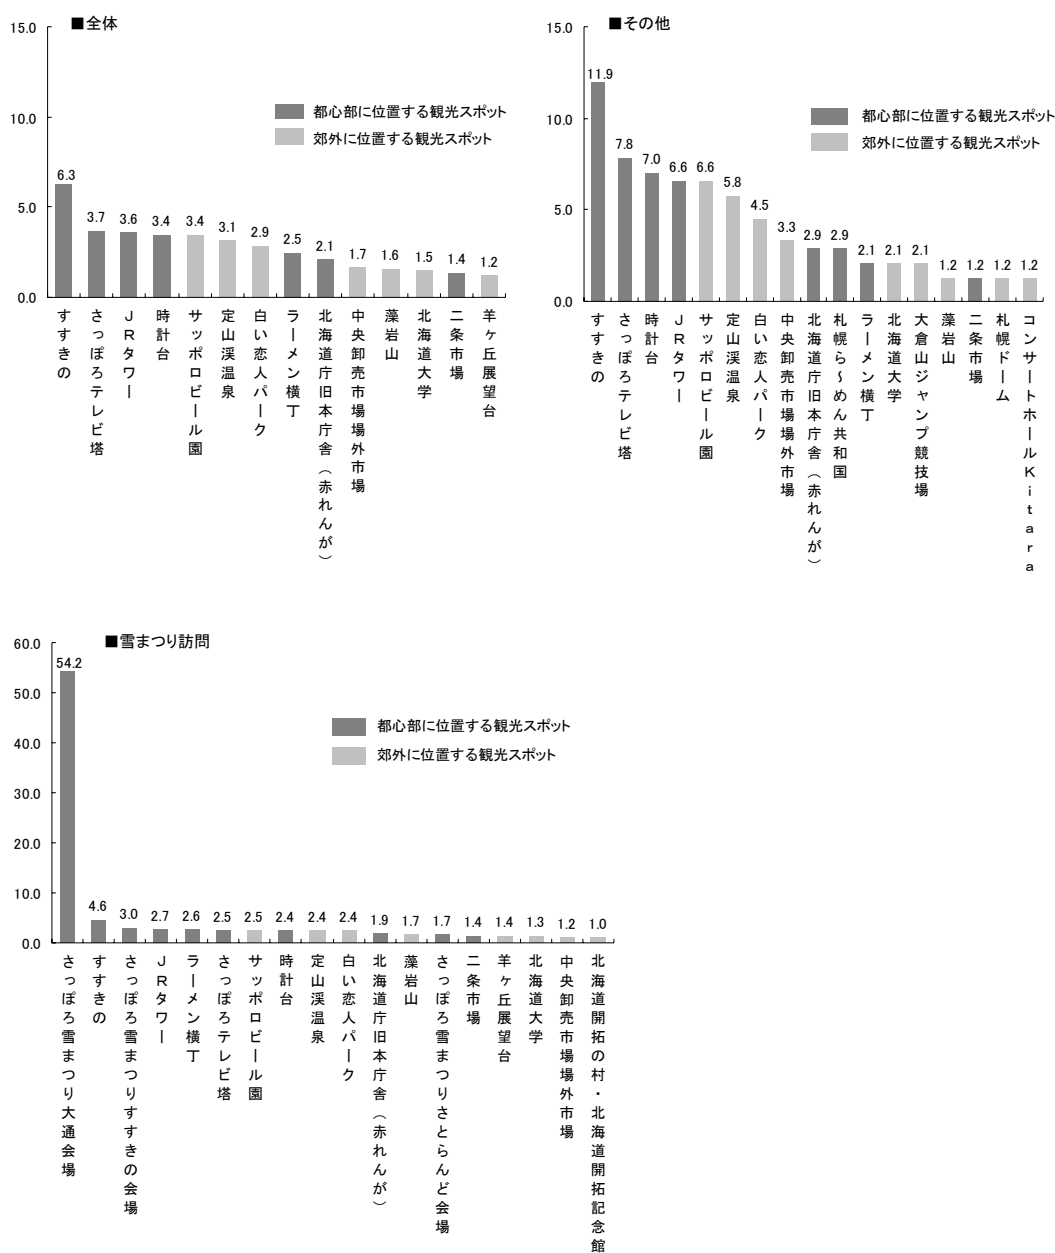 ■全体
15.0
10.0
5.0
0.0
都心部に位置する観光スポット
郊外に位置する観光スポット
6.3
3.7
3.6
3.4
3.4
3.1
2.9
2.5
2.1
1.7
1.6
1.5
1.4
1.2
すすきの
さっぽろテレビ塔
JRタワー
時計台
サッポロビール園
定山渓温泉
白い恋人パーク
ラーメン横丁
北海道庁旧本庁舎(赤れんが)
中央卸売市場場外市場
藻岩山
北海道大学
二条市場
羊ヶ丘展望台
■その他
15.0
10.0
5.0
0.0
都心部に位置する観光スポット
郊外に位置する観光スポット
11.9
7.8
7.0
6.6
6.6
5.8
4.5
3.3
2.9
2.9
2.1
2.1
2.1
1.2
1.2
1.2
1.2
すすきの
さっぽろテレビ塔
時計台
JRタワー
サッポロビール園
定山渓温泉
白い恋人パーク
中央卸売市場場外市場
北海道庁旧本庁舎(赤れんが)
札幌ら~めん共和国
ラーメン横丁
北海道大学
大倉山ジャンプ競技場
藻岩山
二条市場
札幌ドーム
コンサートホールKitara
■雪まつり訪問
60.0
50.0
40.0
30.0
20.0
10.0
0.0
都心部に位置する観光スポット
郊外に位置する観光スポット
54.2
4.6
3.0
2.7
2.6
2.5
2.5
2.4
2.4
2.4
1.9
1.7
1.7
1.4
1.4
1.3
1.2
1.0
さっぽろ雪まつり大通会場
すすきの
さっぽろ雪まつりすすきの会場
JRタワー
ラーメン横丁
さっぽろテレビ塔
サッポロビール園
時計台
定山渓温泉
白い恋人パーク
北海道庁旧本庁舎(赤れんが)
藻岩山
さっぽろ雪まつりさとらんど会場
二条市場
羊ヶ丘展望台
北海道大学
中央卸売市場場外市場
北海道開拓の村・北海道開拓記念館